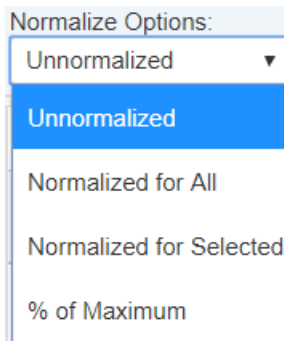 Normalize Options:
Unnormalized
Unnormalized
Normalized for All
Normalized for Selected
% of Maximum